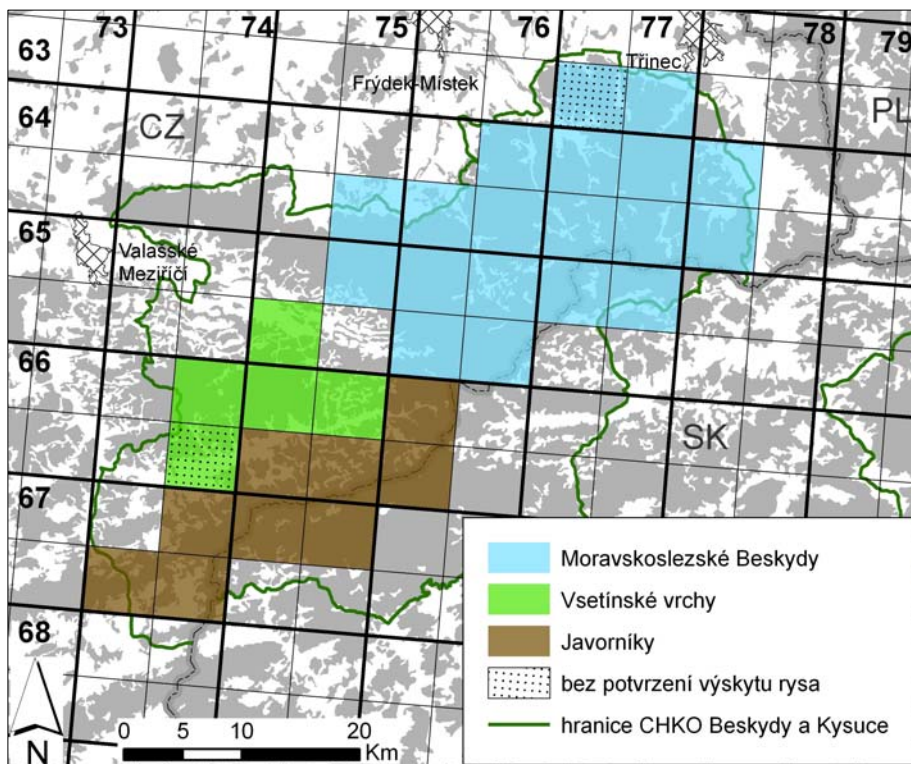 73 74 75 76 77 78 79
63
Třinec
Frýdek-Místek
64
CZ
PL
65
Valašské
Meziříčí
66
SK
67
68
Moravskoslezské Beskydy
Vsetínské vrchy
Javorníky
bez potvrzení výskytu rysa
hranice CHKO Beskydy a Kysuce
0 5 10 20
Km
N